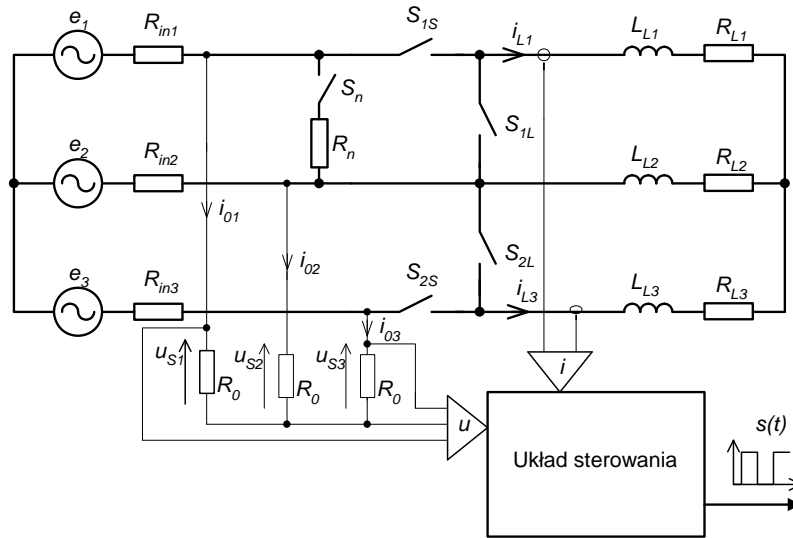 e1 Rin1 S1S iL1 LL1 RL1
Sn
S1L
Rn
e2 Rin2 LL2 RL2
i01
i02
S2L
e3 Rin3 S2S iL3 LL3 RL3
i03
uS1 uS2 uS3
R0 R0 R0
i
u
s(t)
Układ sterowania